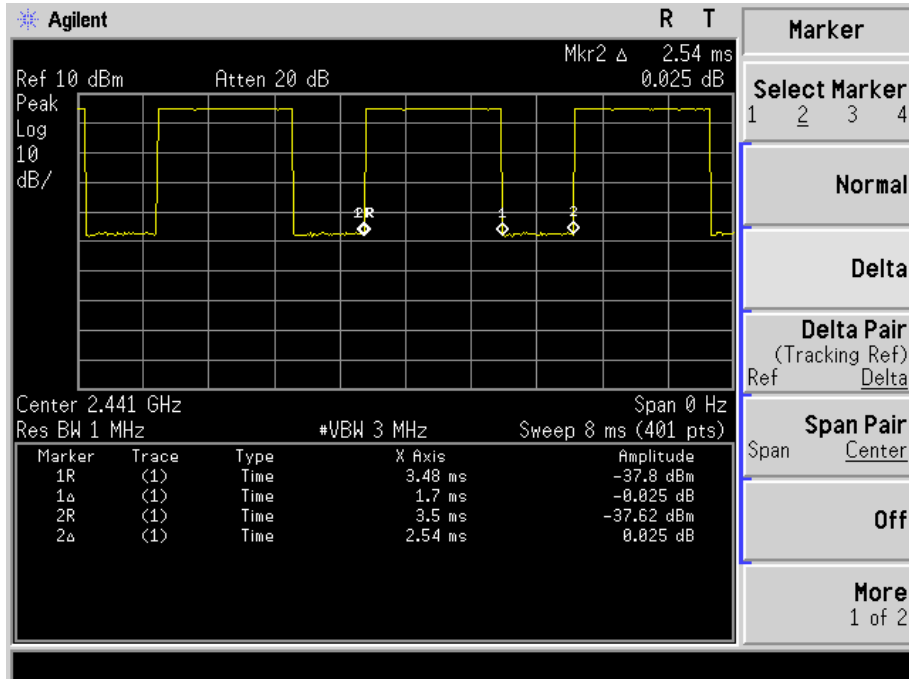 Agilent R T
Mkr2 Δ 2.54 ms
Ref 10 dBm Atten 20 dB 0.025 dB
Peak
Log
10
dB/
1 2
Center 2.441 GHz Span 0 Hz
Res BW 1 MHz #VBW 3 MHz Sweep 8 ms (401 pts)
Marker Trace Type X Axis Amplitude
1R (1) Time 3.48 ms -37.8 dBm
1Δ (1) Time 1.7 ms -0.025 dB
2R (1) Time 3.5 ms -37.62 dBm
2Δ (1) Time 2.54 ms 0.025 dB
Marker
Select Marker
1 2 3 4
Normal
Delta
Delta Pair
(Tracking Ref)
Ref Delta
Span Pair
Span Center
Off
More
1 of 2